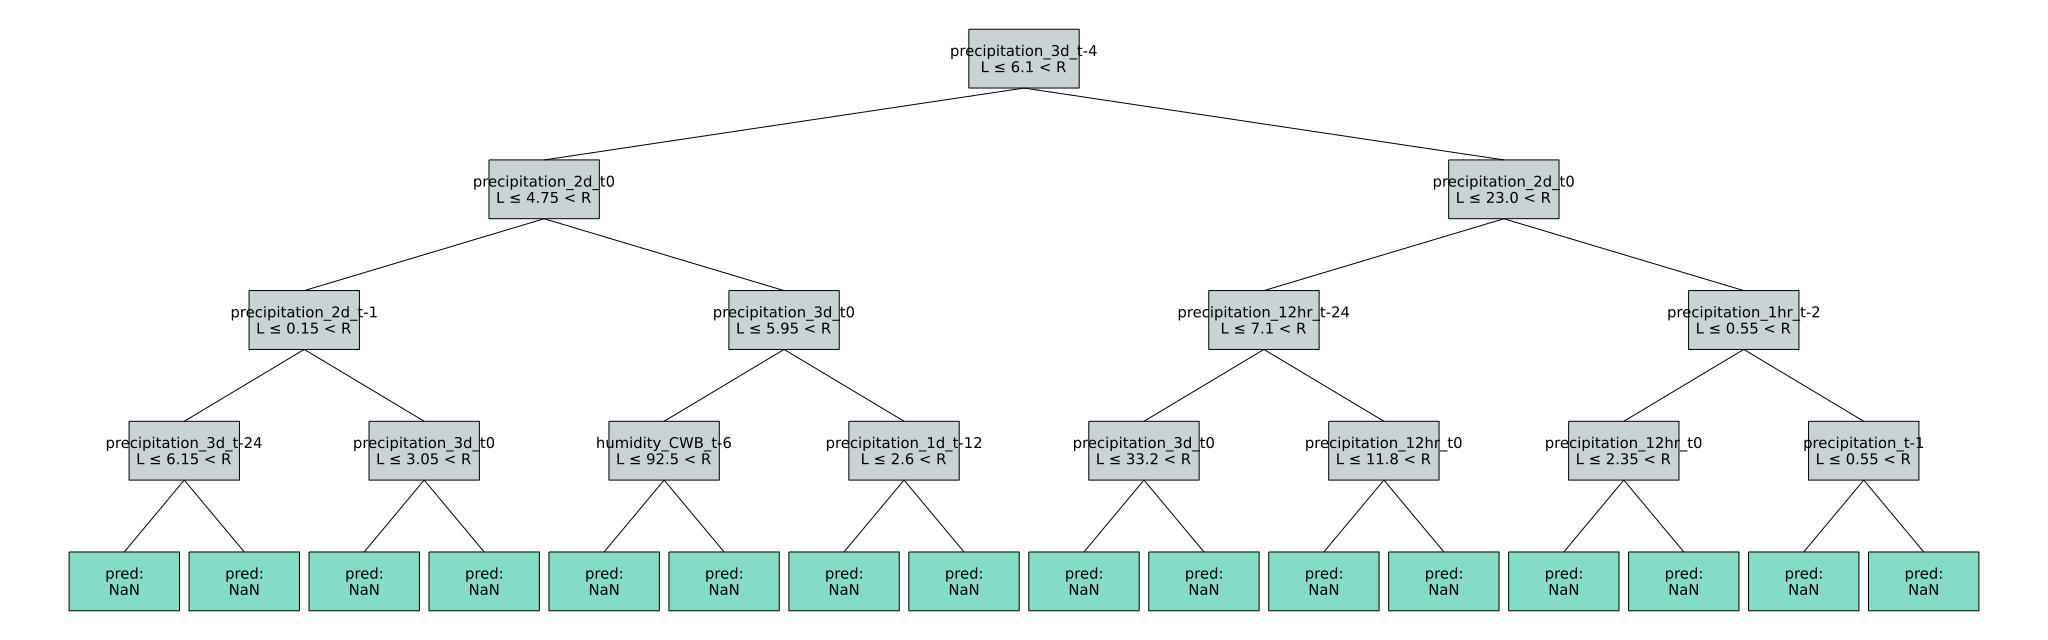 precipitation_3d_t-4
L ≤ 6.1 < R
precipitation_2d_t0
L ≤ 4.75 < R
precipitation_2d_t0
L ≤ 23.0 < R
precipitation_2d_t-1
L ≤ 0.15 < R
precipitation_3d_t0
L ≤ 5.95 < R
precipitation_12hr_t-24
L ≤ 7.1 < R
precipitation_1hr_t-2
L ≤ 0.55 < R
precipitation_3d_t-24
L ≤ 6.15 < R
precipitation_3d_t0
L ≤ 3.05 < R
humidity_CWB_t-6
L ≤ 92.5 < R
precipitation_1d_t-12
L ≤ 2.6 < R
precipitation_3d_t0
L ≤ 33.2 < R
precipitation_12hr_t0
L ≤ 11.8 < R
precipitation_12hr_t0
L ≤ 2.35 < R
precipitation_t-1
L ≤ 0.55 < R
pred:
NaN
pred:
NaN
pred:
NaN
pred:
NaN
pred:
NaN
pred:
NaN
pred:
NaN
pred:
NaN
pred:
NaN
pred:
NaN
pred:
NaN
pred:
NaN
pred:
NaN
pred:
NaN
pred:
NaN
pred:
NaN